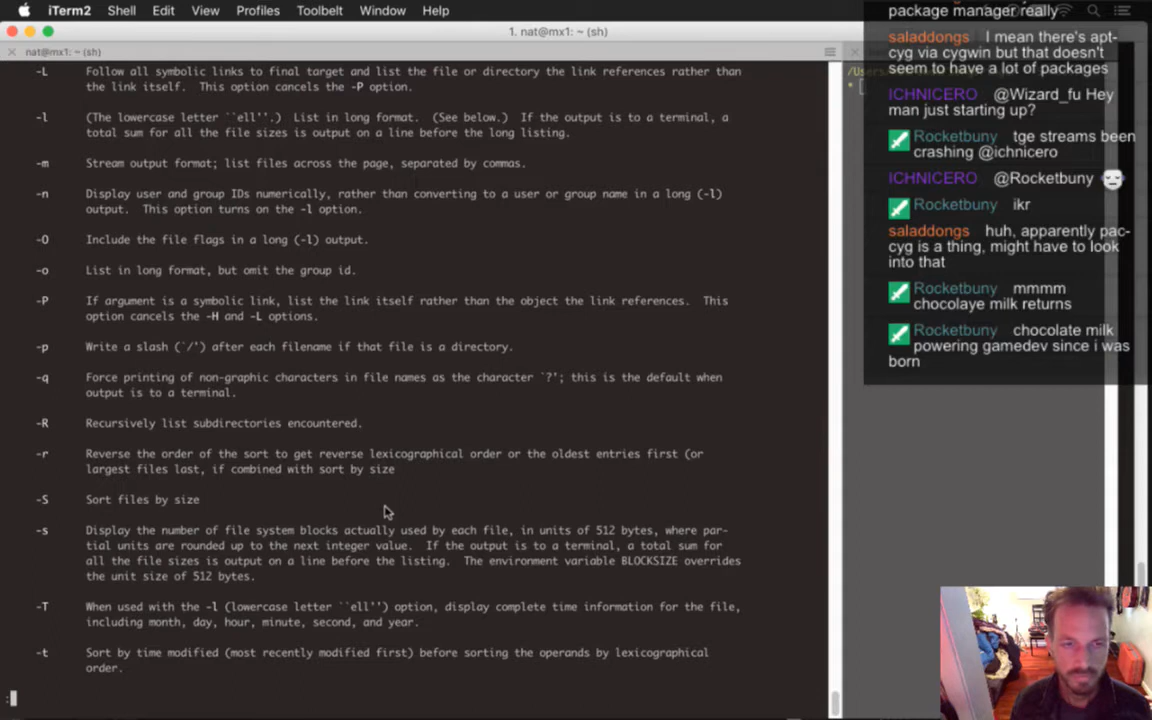 iTerm2 Shell Edit View Profiles Toolbelt Window Help
1. nat@mx1: ~ (sh)
nat@mx1: ~ (sh)
-L Follow all symbolic links to final target and list the file or directory the link references rather than
the link itself. This option cancels the -P option.
-l (The lowercase letter ``ell''.) List in long format. (See below.) If the output is to a terminal, a
total sum for all the file sizes is output on a line before the long listing.
-m Stream output format; list files across the page, separated by commas.
-n Display user and group IDs numerically, rather than converting to a user or group name in a long (-l)
output. This option turns on the -l option.
-O Include the file flags in a long (-l) output.
-o List in long format, but omit the group id.
-P If argument is a symbolic link, list the link itself rather than the object the link references. This
option cancels the -H and -L options.
-p Write a slash (`/') after each filename if that file is a directory.
-q Force printing of non-graphic characters in file names as the character `?'; this is the default when
output is to a terminal.
-R Recursively list subdirectories encountered.
-r Reverse the order of the sort to get reverse lexicographical order or the oldest entries first (or
largest files last, if combined with sort by size
-S Sort files by size
-s Display the number of file system blocks actually used by each file, in units of 512 bytes, where par-
tial units are rounded up to the next integer value. If the output is to a terminal, a total sum for
all the file sizes is output on a line before the listing. The environment variable BLOCKSIZE overrides
the unit size of 512 bytes.
-T When used with the -l (lowercase letter ``ell'') option, display complete time information for the file,
including month, day, hour, minute, second, and year.
-t Sort by time modified (most recently modified first) before sorting the operands by lexicographical
order.
:
package manager really
saladdongs I mean there's apt-
cyg via cygwin but that doesn't
seem to have a lot of packages
ICHNICERO @Wizard_fu Hey
man just starting up?
Rocketbuny tge streams been
crashing @ichnicero
ICHNICERO @Rocketbuny
Rocketbuny ikr
saladdongs huh, apparently pac-
cyg is a thing, might have to look
into that
Rocketbuny mmmm
chocolaye milk returns
Rocketbuny chocolate milk
powering gamedev since i was
born